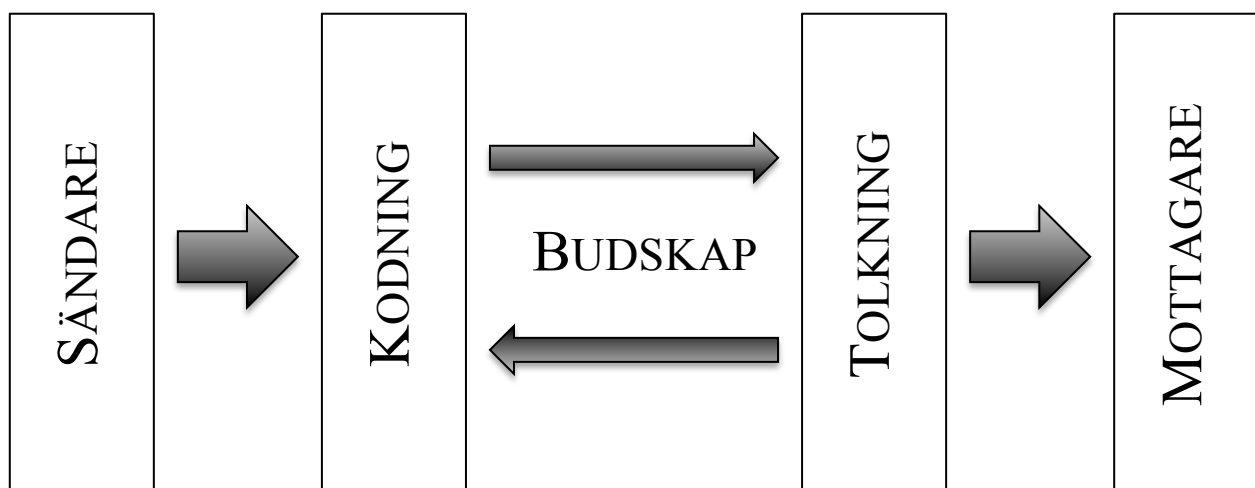 SÄNDARE
KODNING
BUDSKAP
TOLKNING
MOTTAGARE